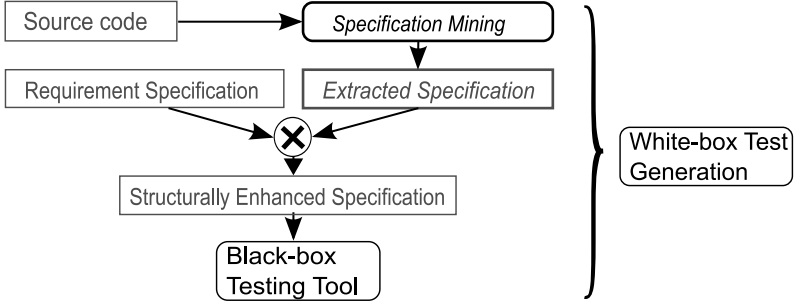 Source code
Specification Mining
Requirement Specification
Extracted Specification
Structurally Enhanced Specification
Black-box
Testing Tool
White-box Test
Generation